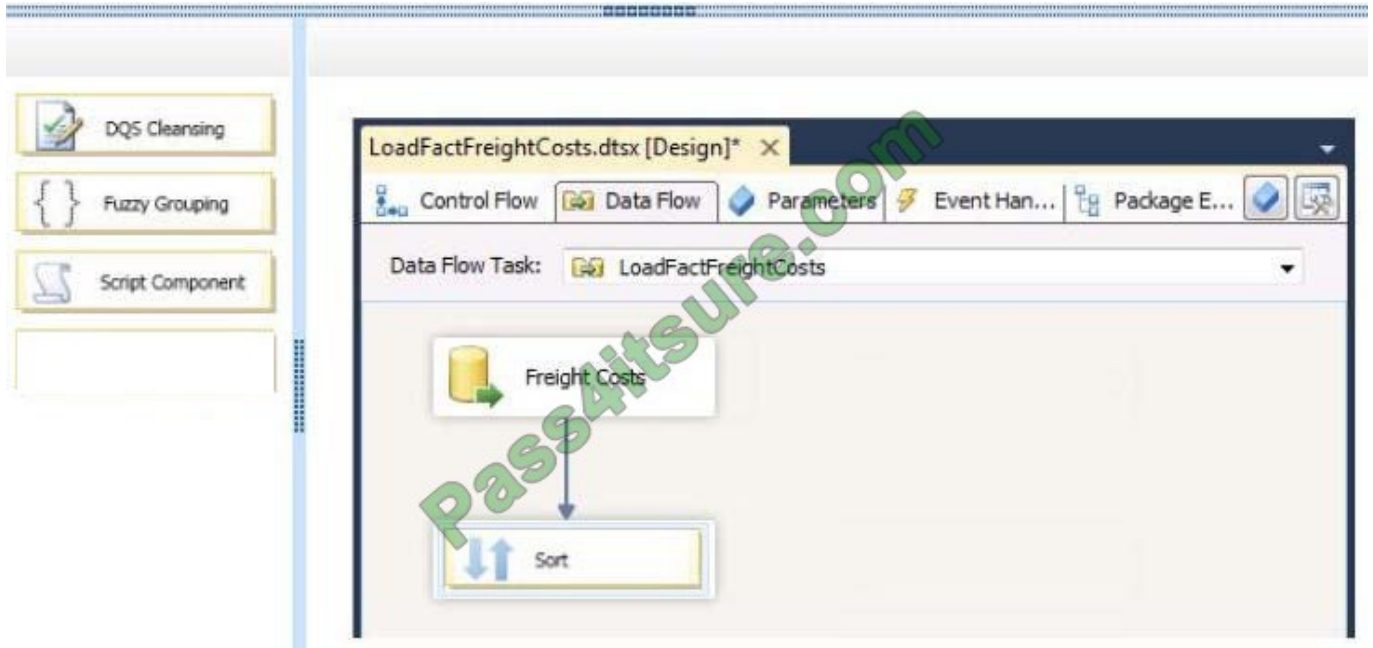 DQS Cleansing
Fuzzy Grouping
Script Component
LoadFactFreightCosts.dtsx [Design]*
Control Flow
Data Flow
Parameters
Event Han...
Package E...
Data Flow Task:
LoadFactFreightCosts
Freight Costs
Sort
Pass4itsure.com